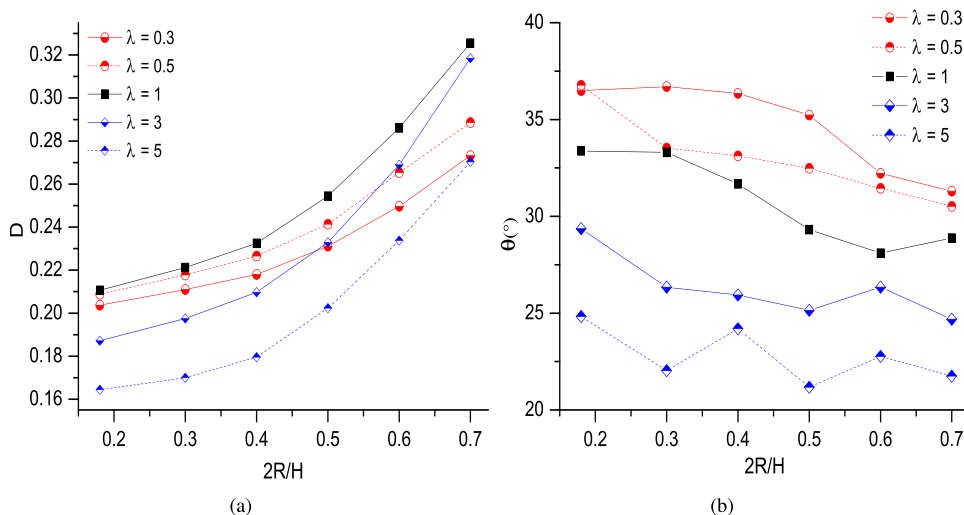 0.32
0.30
0.28
0.26
0.24
0.22
0.20
0.18
0.16
D
λ = 0.3
λ = 0.5
λ = 1
λ = 3
λ = 5
0.2 0.3 0.4 0.5 0.6 0.7
2R/H
(a)
40
35
30
25
20
θ(°)
λ = 0.3
λ = 0.5
λ = 1
λ = 3
λ = 5
0.2 0.3 0.4 0.5 0.6 0.7
2R/H
(b)